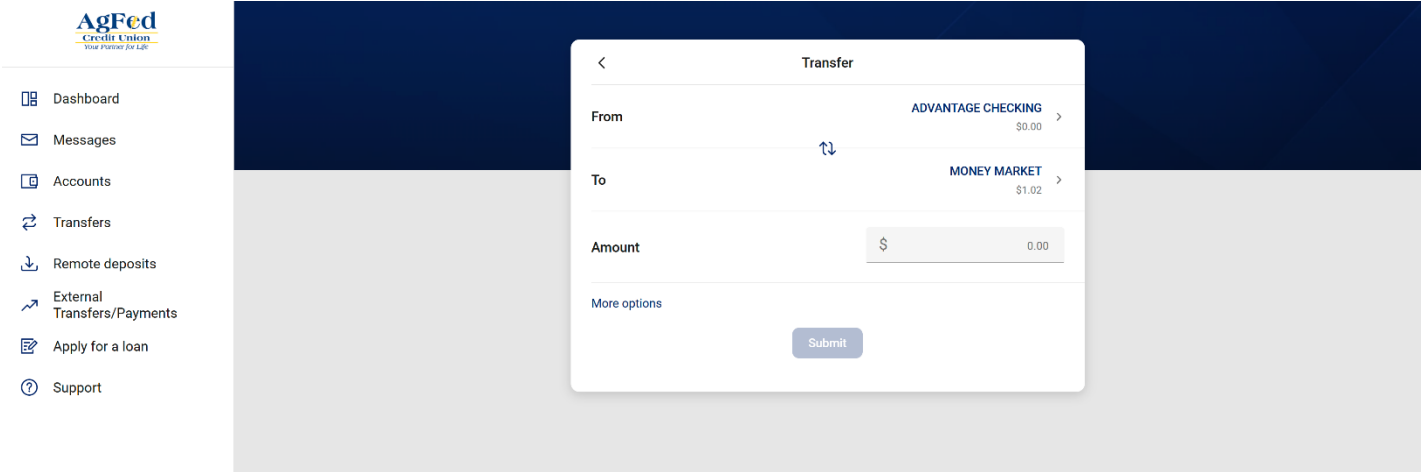 AgFed
Credit Union
Your Partner for Life
Dashboard
Messages
Accounts
Transfers
Remote deposits
External
Transfers/Payments
Apply for a loan
Support
Transfer
From
ADVANTAGE CHECKING
$0.00
To
MONEY MARKET
$1.02
Amount
$ 0.00
More options
Submit